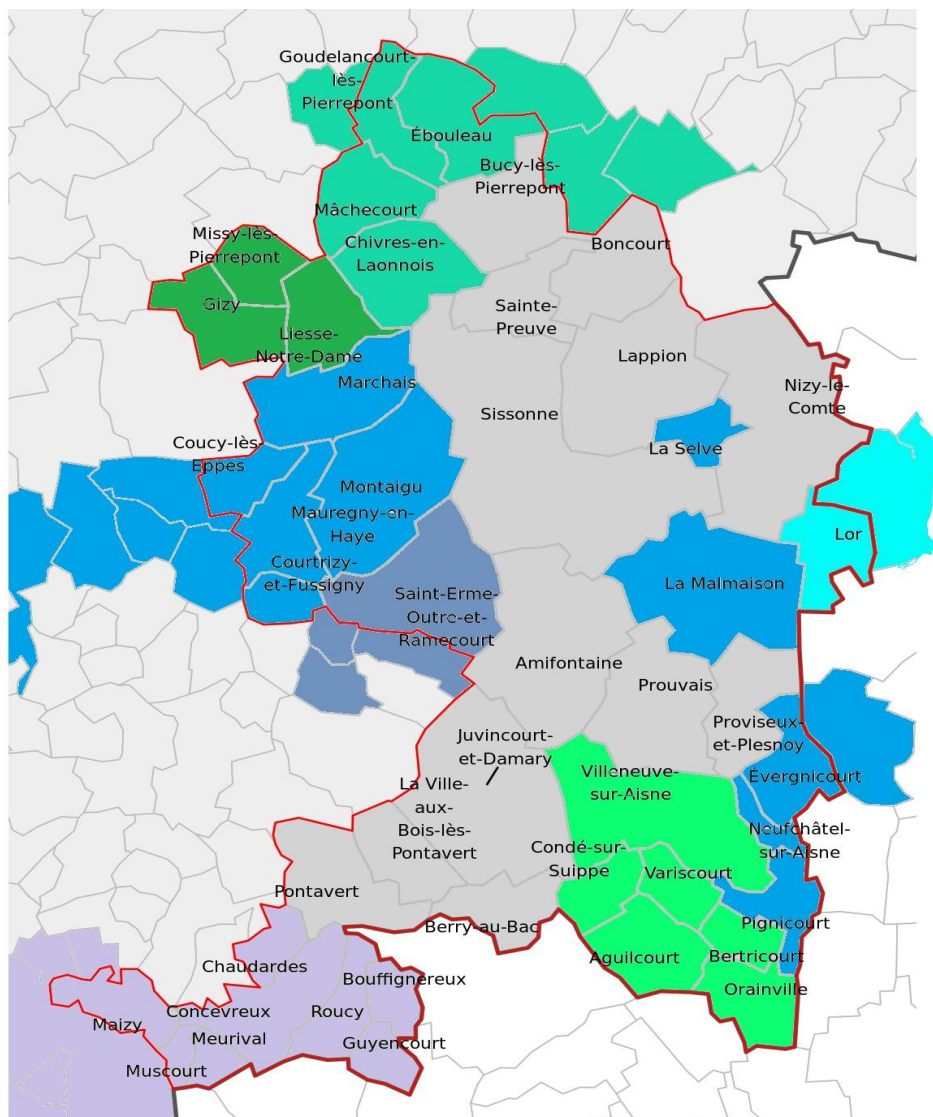 Goudelancourt-
lès-
Pierrepont
Ébouleau
Bucy-lès-
Pierrepont
Mâchecourt
Missy-lès-
Pierrepont
Chivres-en-
Laonnois
Boncourt
Gizy
Sainte-
Preuve
Liesse-
Notre-Dame
Lappion
Marchais
Nizy-le-
Comte
Sissonne
Coucy-lès-
Eppes
La Selve
Montaigu
Mauregny-en-
Haye
Lor
Courtrizy-
et-Fussigny
La Malmaison
Saint-Erme-
Outre-et-
Ramecourt
Amifontaine
Prouvais
Proviseux-
et-Plesnoy
Juvincourt-
et-Damary
Villeneuve-
sur-Aisne
Évergnicourt
La Ville-
aux-
Bois-lès-
Pontavert
Neufchâtel-
sur-Aisne
Condé-sur-
Suippe
Variscourt
Pontavert
Pignicourt
Berry-au-Bac
Aguilcourt
Bertricourt
Chaudardes
Bouffignereux
Orainville
Concevreux
Roucy
Maizy
Meurival
Guyencourt
Muscourt